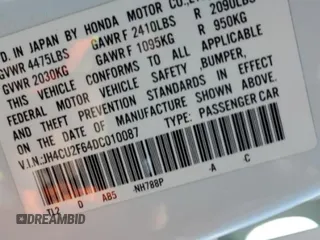 D. IN JAPAN BY HONDA MOTOR CO.,
GVWR 4475LBS GAWR F 2410LBS R 2090LBS
GVWR 2030KG GAWR F 1095KG R 950KG
THIS VEHICLE CONFORMS TO ALL APPLICABLE
FEDERAL MOTOR VEHICLE SAFETY, BUMPER,
AND THEFT PREVENTION STANDARDS IN EFFECT
ON THE DATE OF MANUFACTURE SHOWN ABOVE.
V.I.N.:JH4CU2F64DC010087 TYPE: PASSENGER CAR
TL2 D AB5 NH788P -A -C
DREAMBID